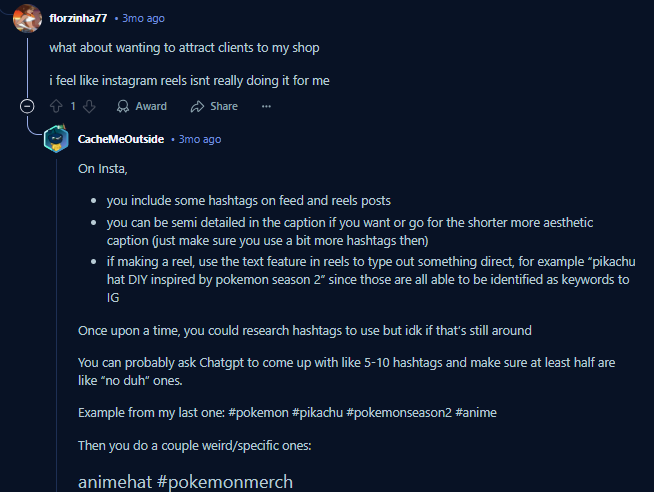 florzinha77 • 3mo ago
what about wanting to attract clients to my shop
i feel like instagram reels isnt really doing it for me
1 Award Share ...
CacheMeOutside • 3mo ago
On Insta,
• you include some hashtags on feed and reels posts
• you can be semi detailed in the caption if you want or go for the shorter more aesthetic
caption (just make sure you use a bit more hashtags then)
• if making a reel, use the text feature in reels to type out something direct, for example “pikachu
hat DIY inspired by pokemon season 2” since those are all able to be identified as keywords to
IG
Once upon a time, you could research hashtags to use but idk if that’s still around
You can probably ask Chatgpt to come up with like 5-10 hashtags and make sure at least half are
like “no duh” ones.
Example from my last one: #pokemon #pikachu #pokemonseason2 #anime
Then you do a couple weird/specific ones:
animehat #pokemonmerch